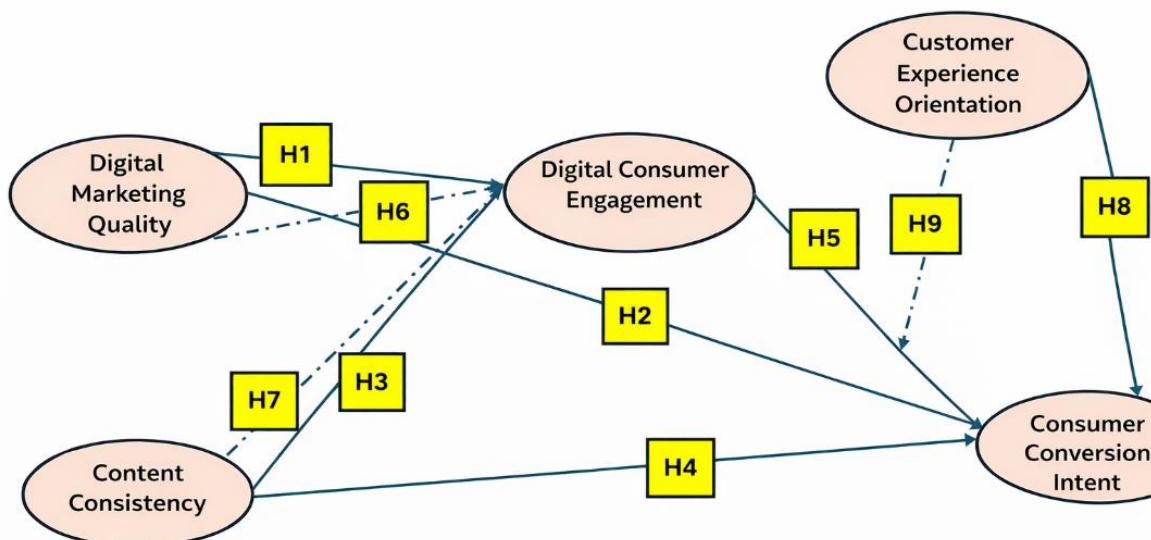 Customer
Experience
Orientation
H1
Digital
Marketing
Quality
Digital Consumer
Engagement
H6
H8
H9
H5
H2
H7
H3
Consumer
Conversion
Intent
H4
Content
Consistency